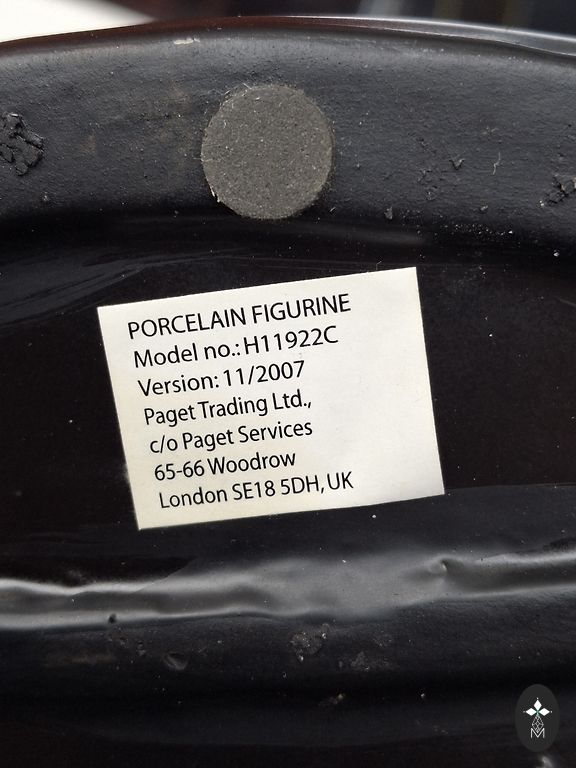 PORCELAIN FIGURINE
Model no.: H11922C
Version: 11/2007
Paget Trading Ltd.,
c/o Paget Services
65-66 Woodrow
London SE18 5DH, UK
M